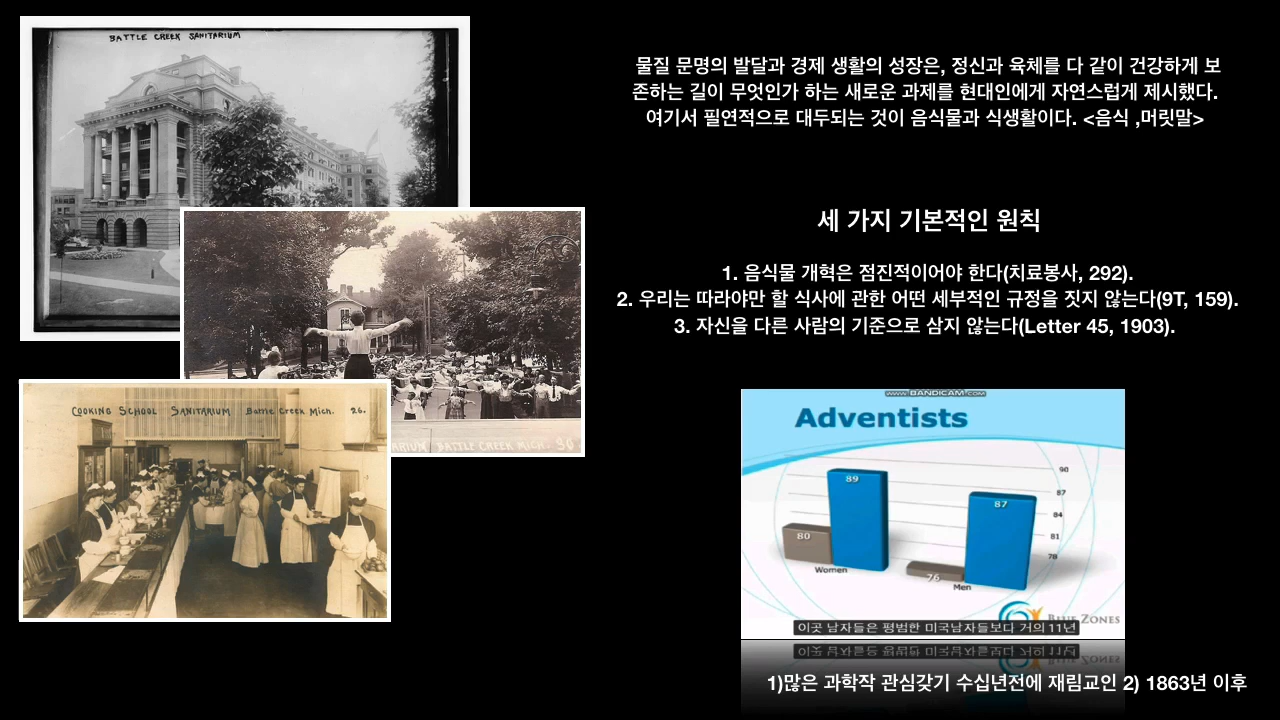 BATTLE CREEK SANITARIUM
물질 문명의 발달과 경제 생활의 성장은, 정신과 육체를 다 같이 건강하게 보
존하는 길이 무엇인가 하는 새로운 과제를 현대인에게 자연스럽게 제시했다.
여기서 필연적으로 대두되는 것이 음식물과 식생활이다. <음식 ,머릿말>
세 가지 기본적인 원칙
1. 음식물 개혁은 점진적이어야 한다(치료봉사, 292).
2. 우리는 따라야만 할 식사에 관한 어떤 세부적인 규정을 짓지 않는다(9T, 159).
3. 자신을 다른 사람의 기준으로 삼지 않는다(Letter 45, 1903).
COOKING SCHOOL SANITARIUM Battle Creek Mich. 26.
ARIUM BATTLE CREEK MICH. 30
WWW.BANDICAM.COM
Adventists
90
87
84
81
78
80
89
76
87
Women
Men
BLUE ZONES
이곳 남자들은 평범한 미국남자들보다 거의 11년
1)많은 과학작 관심갖기 수십년전에 재림교인 2) 1863년 이후